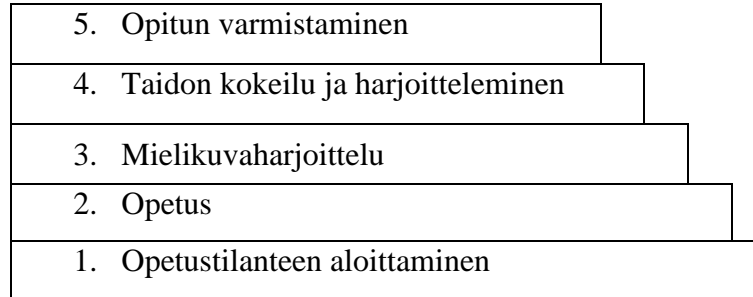 5. Opitun varmistaminen
4. Taidon kokeilu ja harjoitteleminen
3. Mielikuvaharjoittelu
2. Opetus
1. Opetustilanteen aloittaminen